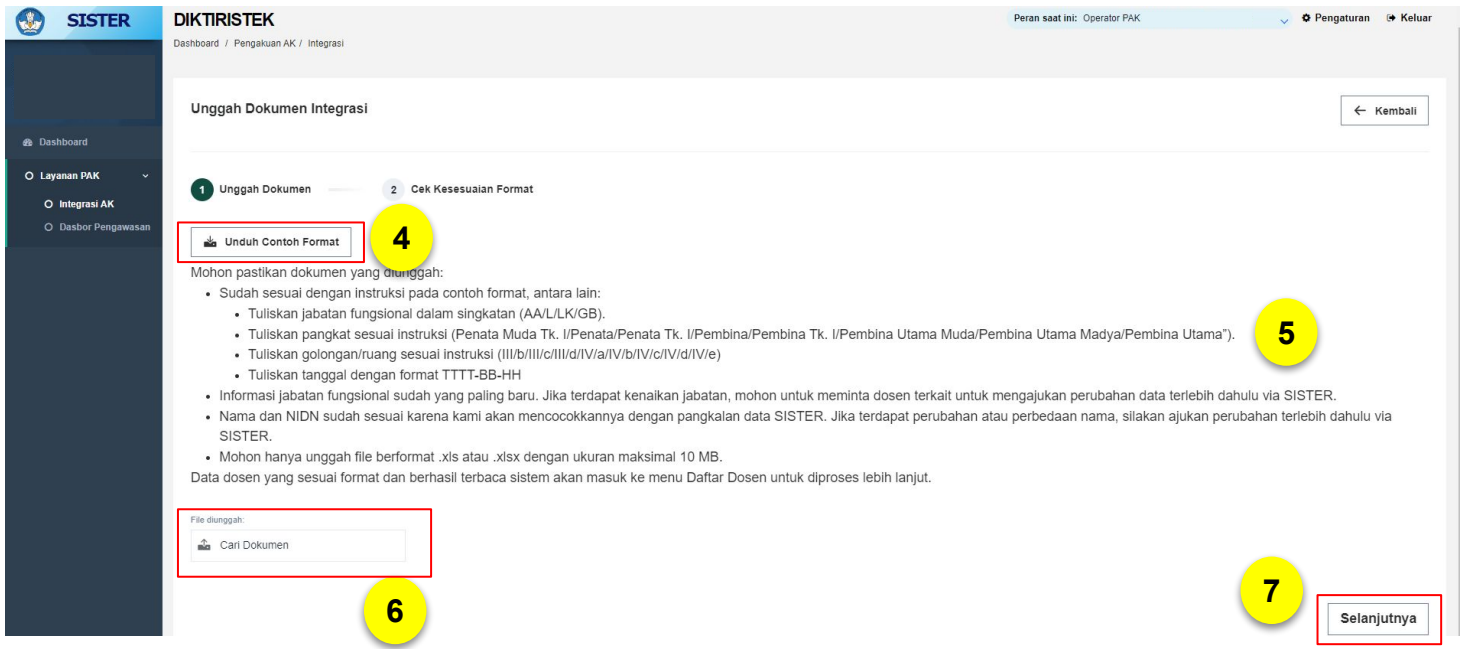 SISTER
DIKTIRISTEK
Peran saat ini: Operator PAK
Pengaturan
Keluar
Dashboard / Pengakuan AK / Integrasi
Unggah Dokumen Integrasi
← Kembali
Dashboard
Layanan PAK
Integrasi AK
Dasbor Pengawasan
1 Unggah Dokumen
2 Cek Kesesuaian Format
Unduh Contoh Format
4
Mohon pastikan dokumen yang diunggah:
• Sudah sesuai dengan instruksi pada contoh format, antara lain:
• Tuliskan jabatan fungsional dalam singkatan (AA/L/LK/GB).
• Tuliskan pangkat sesuai instruksi (Penata Muda Tk. I/Penata/Penata Tk. I/Pembina/Pembina Tk. I/Pembina Utama Muda/Pembina Utama Madya/Pembina Utama”).
5
• Tuliskan golongan/ruang sesuai instruksi (III/b/III/c/III/d/IV/a/IV/b/IV/c/IV/d/IV/e)
• Tuliskan tanggal dengan format TTTT-BB-HH
• Informasi jabatan fungsional sudah yang paling baru. Jika terdapat kenaikan jabatan, mohon untuk meminta dosen terkait untuk mengajukan perubahan data terlebih dahulu via SISTER.
• Nama dan NIDN sudah sesuai karena kami akan mencocokkannya dengan pangkalan data SISTER. Jika terdapat perubahan atau perbedaan nama, silakan ajukan perubahan terlebih dahulu via
SISTER.
• Mohon hanya unggah file berformat .xls atau .xlsx dengan ukuran maksimal 10 MB.
Data dosen yang sesuai format dan berhasil terbaca sistem akan masuk ke menu Daftar Dosen untuk diproses lebih lanjut.
File diunggah:
Cari Dokumen
6
7
Selanjutnya